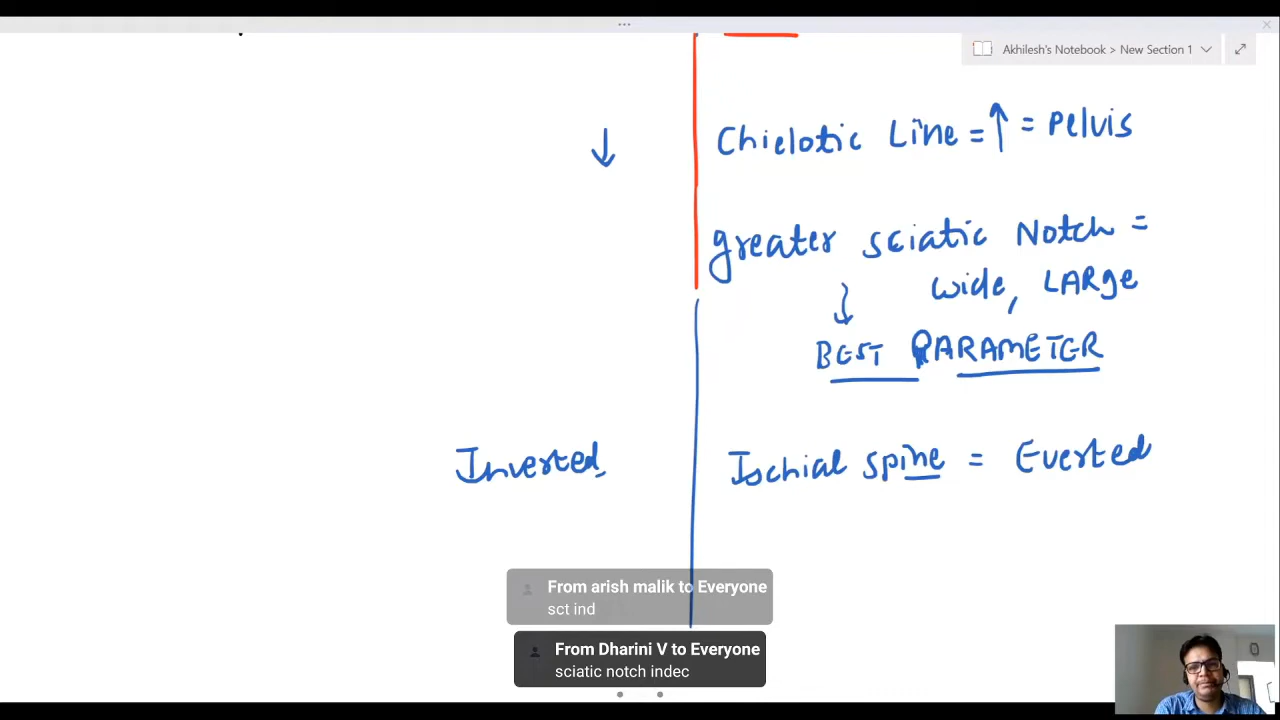 Akhilesh's Notebook > New Section 1
↓ Chielotic Line = ↑ = Pelvis
greater sciatic Notch =
wide, LARge
↓
BEST PARAMETER
Inverted Ischial spine = Everted
From arish malik to Everyone
sct ind
From Dharini V to Everyone
sciatic notch indec